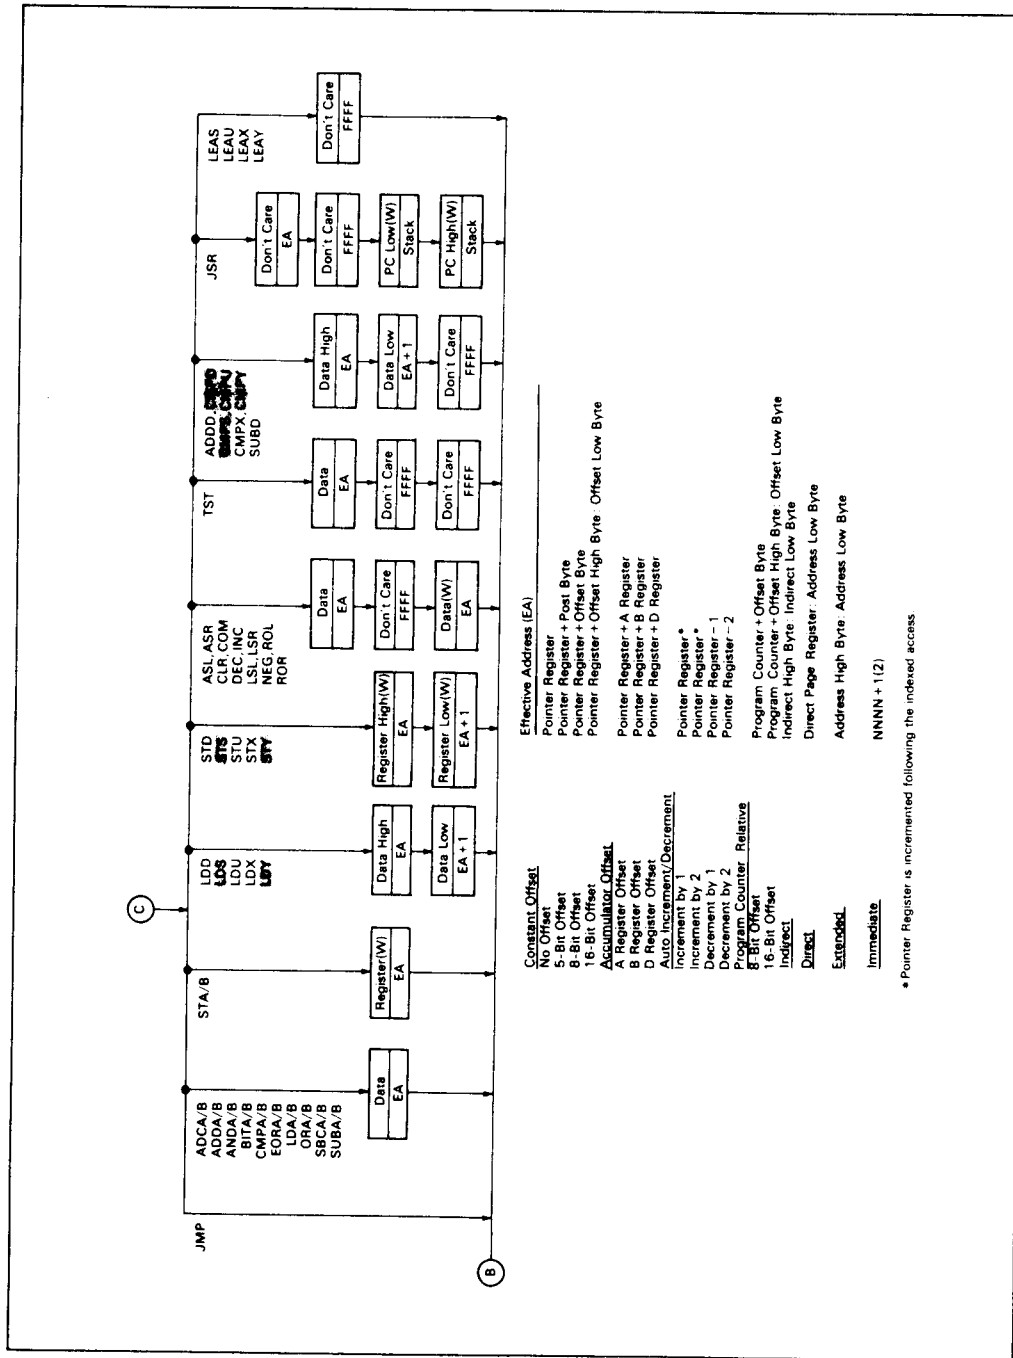 C
JMP
ADCA/B
ADDA/B
ANDA/B
BITA/B
CMPA/B
EORA/B
LDA/B
ORA/B
SBCA/B
SUBA/B
Data
EA
STA/B
Register(W)
EA
LDD
LDS
LDU
LDX
LDY
Data High
EA
Data Low
EA + 1
STD
STS
STU
STX
STY
Register High(W)
EA
Register Low(W)
EA + 1
ASL, ASR
CLR, COM
DEC, INC
LSL, LSR
NEG, ROL
ROR
Data
EA
Don't Care
FFFF
Data(W)
EA
TST
Data
EA
Don't Care
FFFF
Don't Care
FFFF
ADDD, CMPD
CMPS, CMPU
CMPX, CMPY
SUBD
Data High
EA
Data Low
EA + 1
Don't Care
FFFF
JSR
Don't Care
EA
Don't Care
FFFF
PC Low(W)
Stack
PC High(W)
Stack
LEAS
LEAU
LEAX
LEAY
Don't Care
FFFF
B
Effective Address (EA)
Constant Offset
No Offset Pointer Register
5-Bit Offset Pointer Register + Post Byte
8-Bit Offset Pointer Register + Offset Byte
16-Bit Offset Pointer Register + Offset High Byte : Offset Low Byte
Accumulator Offset
A Register Offset Pointer Register + A Register
B Register Offset Pointer Register + B Register
D Register Offset Pointer Register + D Register
Auto Increment/Decrement
Increment by 1 Pointer Register*
Increment by 2 Pointer Register*
Decrement by 1 Pointer Register - 1
Decrement by 2 Pointer Register - 2
Program Counter Relative
8-Bit Offset Program Counter + Offset Byte
16-Bit Offset Program Counter + Offset High Byte : Offset Low Byte
Indirect Indirect High Byte : Indirect Low Byte
Direct Direct Page Register : Address Low Byte
Extended Address High Byte : Address Low Byte
Immediate NNNN + 1(2)
* Pointer Register is incremented following the indexed access.